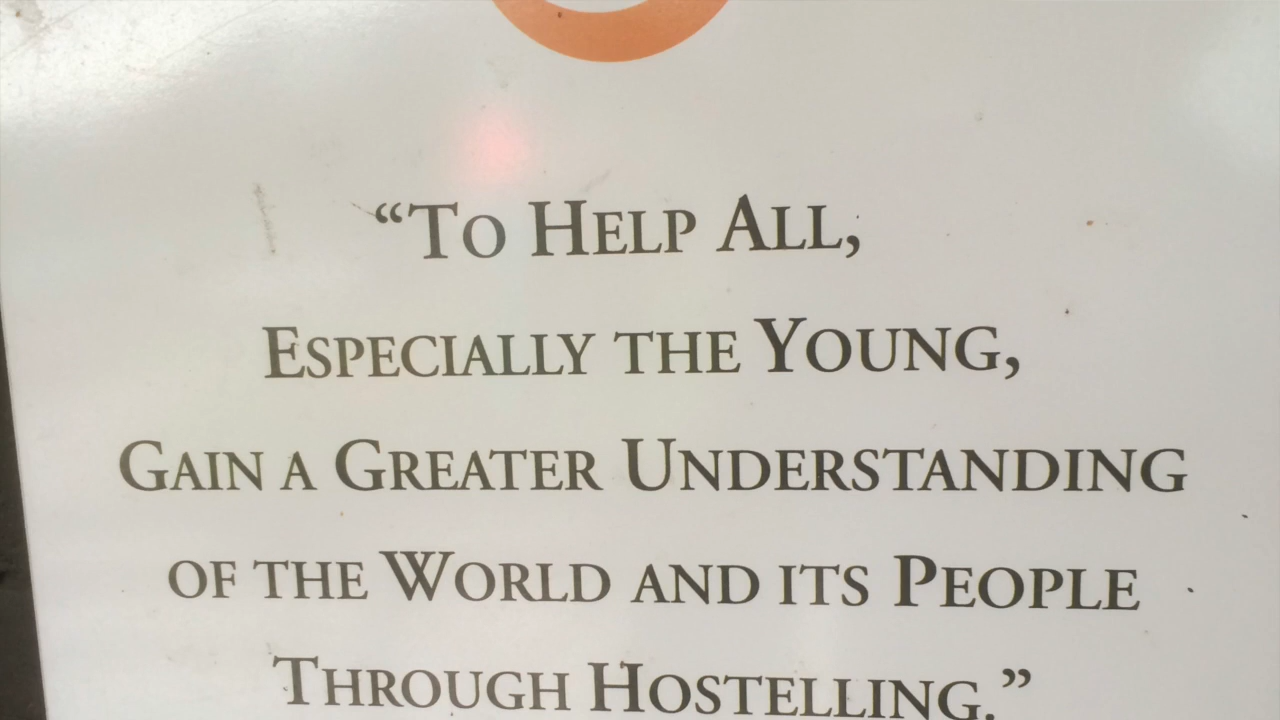 “To Help All,
Especially the Young,
Gain a Greater Understanding
of the World and its People
Through Hostelling.”